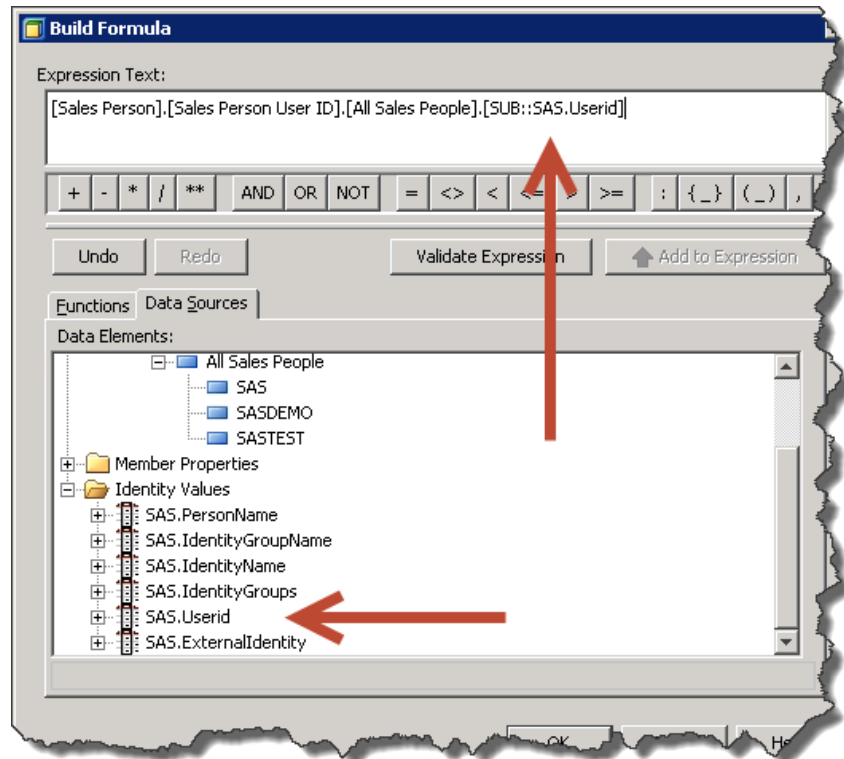 Build Formula
Expression Text:
[Sales Person].[Sales Person User ID].[All Sales People].[SUB::SAS.Userid]
+ - * / ** AND OR NOT = <> < <= > >= : {_} (_) ,
Undo Redo Validate Expression Add to Expression
Functions Data Sources
Data Elements:
All Sales People
SAS
SASDEMO
SASTEST
Member Properties
Identity Values
SAS.PersonName
SAS.IdentityGroupName
SAS.IdentityName
SAS.IdentityGroups
SAS.Userid
SAS.ExternalIdentity
OK